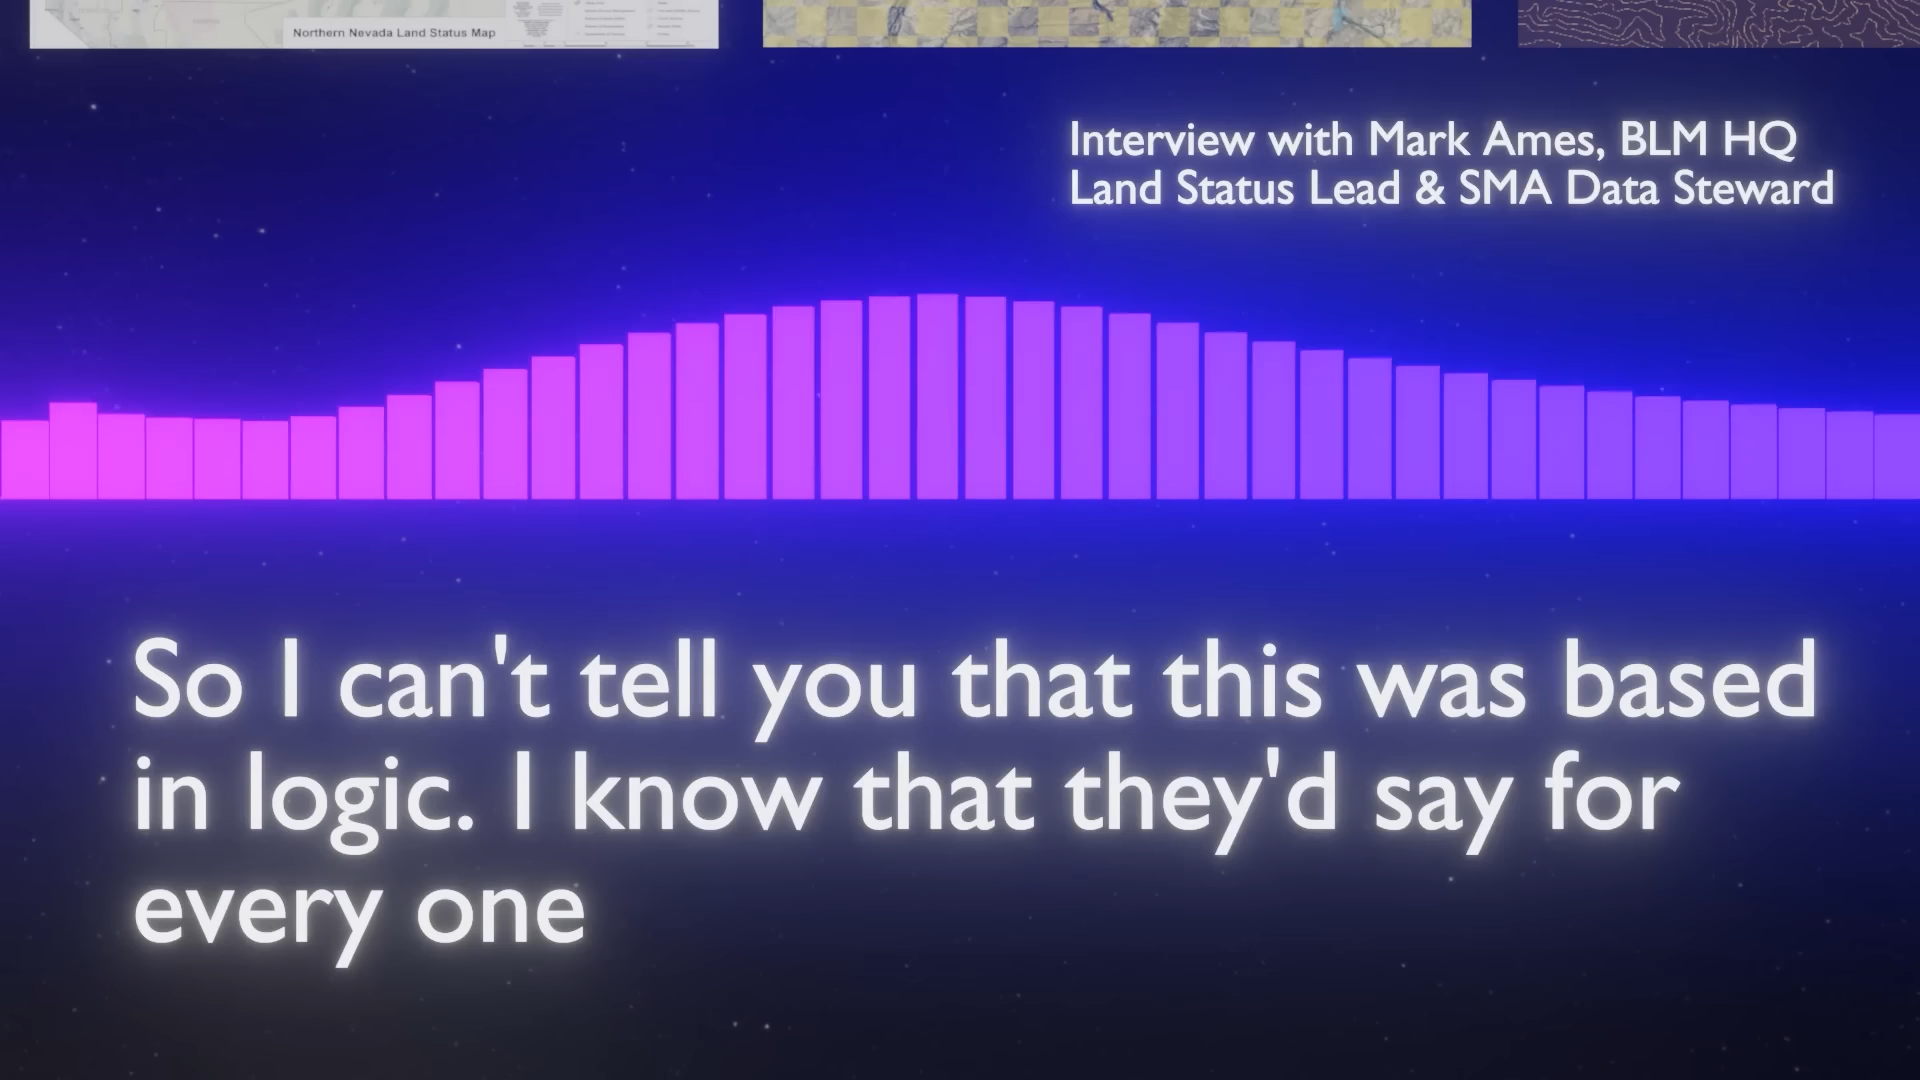 Northern Nevada Land Status Map
Interview with Mark Ames, BLM HQ
Land Status Lead & SMA Data Steward
So I can't tell you that this was based
in logic. I know that they'd say for
every one